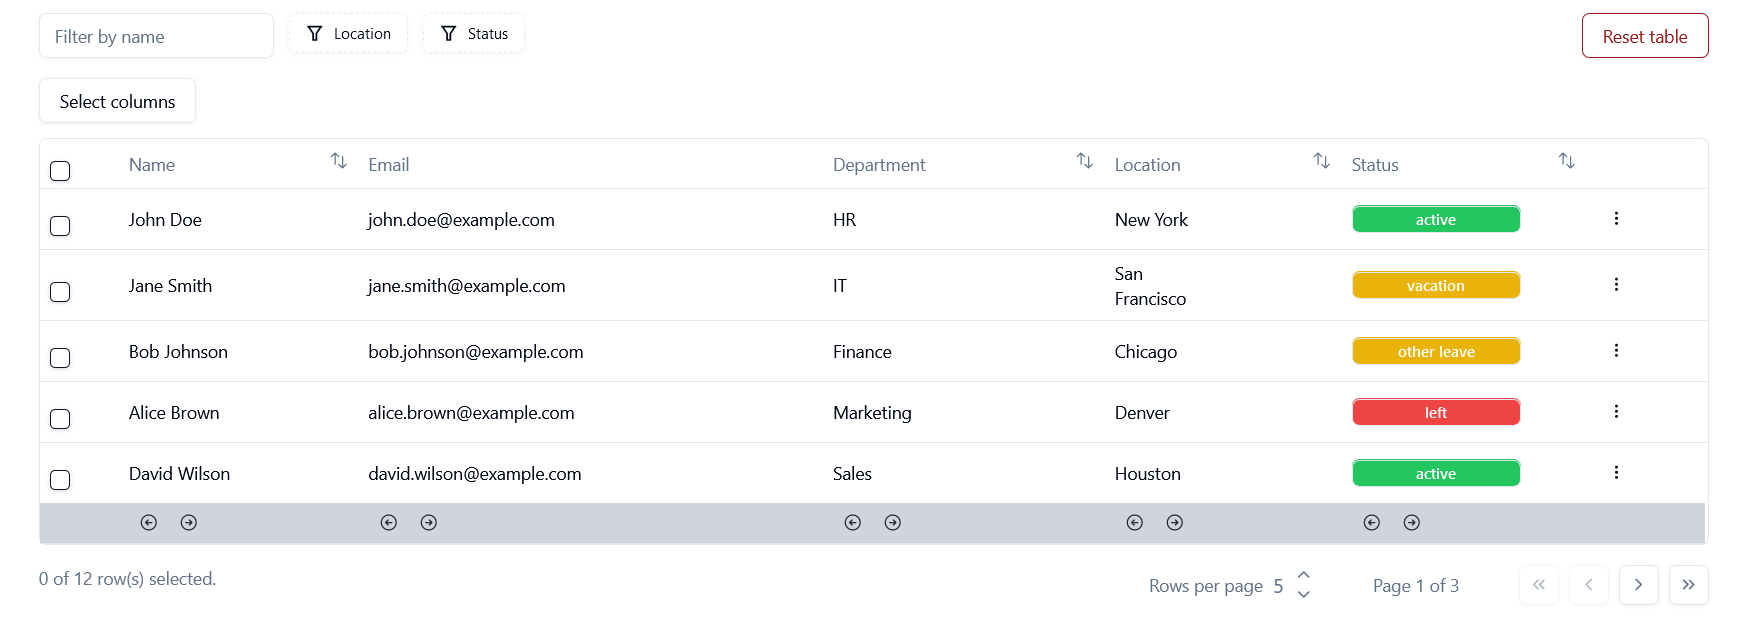 Filter by name
Location
Status
Reset table
Select columns
Name Email Department Location Status
John Doe john.doe@example.com HR New York active
Jane Smith jane.smith@example.com IT San Francisco vacation
Bob Johnson bob.johnson@example.com Finance Chicago other leave
Alice Brown alice.brown@example.com Marketing Denver left
David Wilson david.wilson@example.com Sales Houston active
0 of 12 row(s) selected.
Rows per page 5
Page 1 of 3